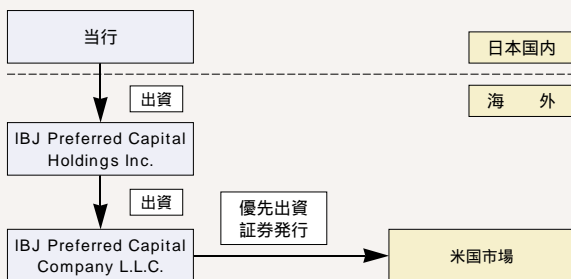 当行
日本国内
出資
海　外
IBJ Preferred Capital
Holdings Inc.
出資
優先出資
証券発行
IBJ Preferred Capital
Company L.L.C.
米国市場